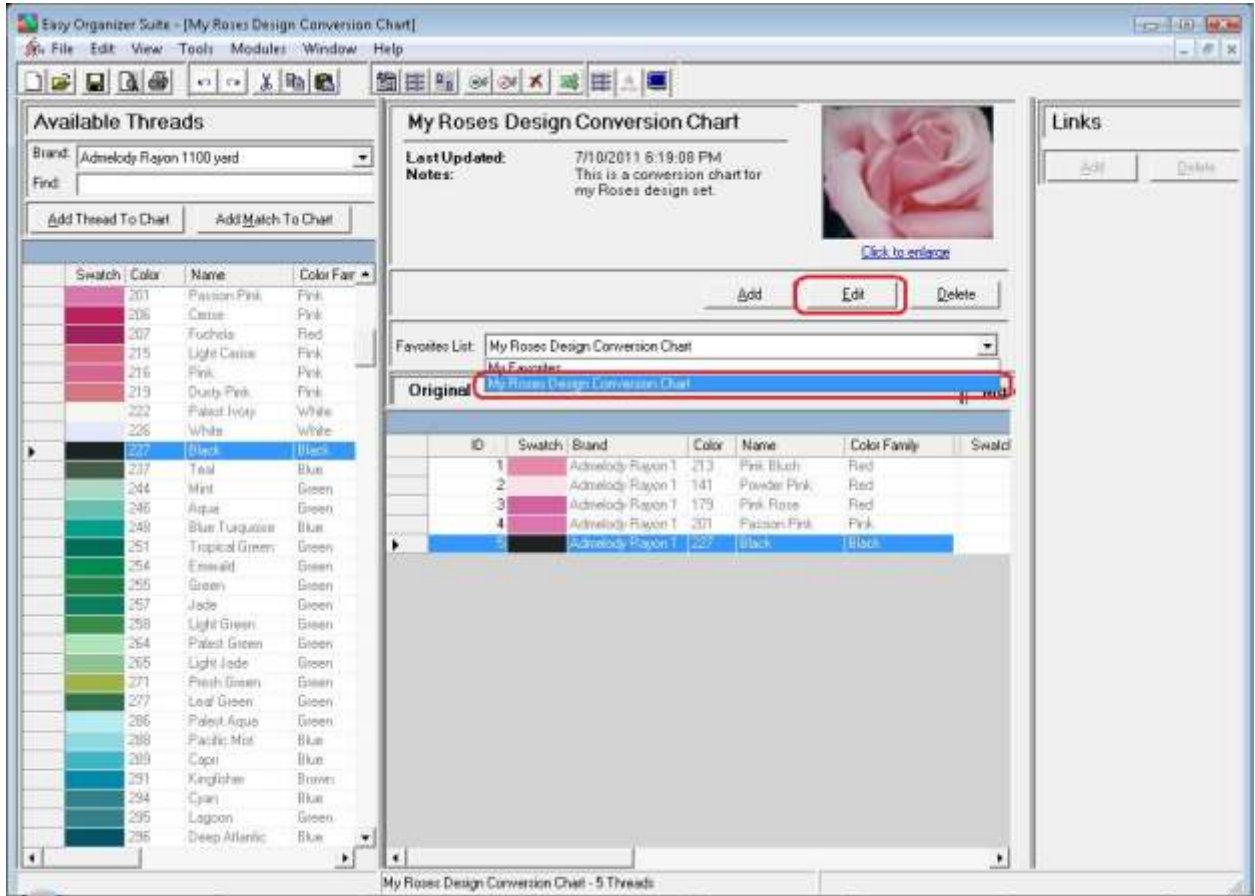 Easy Organizer Suite - [My Roses Design Conversion Chart]
File Edit View Tools Modules Window Help
Available Threads
Brand: Admelody Rayon 1100 yard
Find:
Add Thread To Chart Add Match To Chart
Swatch Color Name Color Fam
201 Passion Pink Pink
206 Cerise Pink
207 Fuchsia Red
215 Light Cerise Pink
216 Pink Pink
219 Dusty Pink Pink
222 Palest Ivory White
226 White White
227 Black Black
237 Teal Blue
244 Mint Green
246 Aqua Green
248 Blue Turquoise Blue
251 Tropical Green Green
254 Emerald Green
255 Green Green
257 Jade Green
258 Light Green Green
264 Palest Green Green
265 Light Jade Green
271 Green Green
277 Leaf Green Green
286 Palest Aqua Green
288 Pacific Mist Blue
289 Capri Blue
291 Kingfisher Brown
294 Cyan Blue
295 Lagoon Green
296 Deep Atlantic Blue
My Roses Design Conversion Chart
Last Updated: 7/10/2011 6:19:08 PM
Notes: This is a conversion chart for
my Roses design set.
Click to enlarge
Add Edit Delete
Favorites List: My Roses Design Conversion Chart
My Favorites
My Roses Design Conversion Chart
Original
ID Swatch Brand Color Name Color Family Swatc
1 Admelody Rayon 1 213 Pink Blush Red
2 Admelody Rayon 1 141 Powder Pink Red
3 Admelody Rayon 1 179 Pink Rose Red
4 Admelody Rayon 1 201 Passion Pink Pink
5 Admelody Rayon 1 227 Black Black
Links
Add Delete
My Roses Design Conversion Chart - 5 Threads